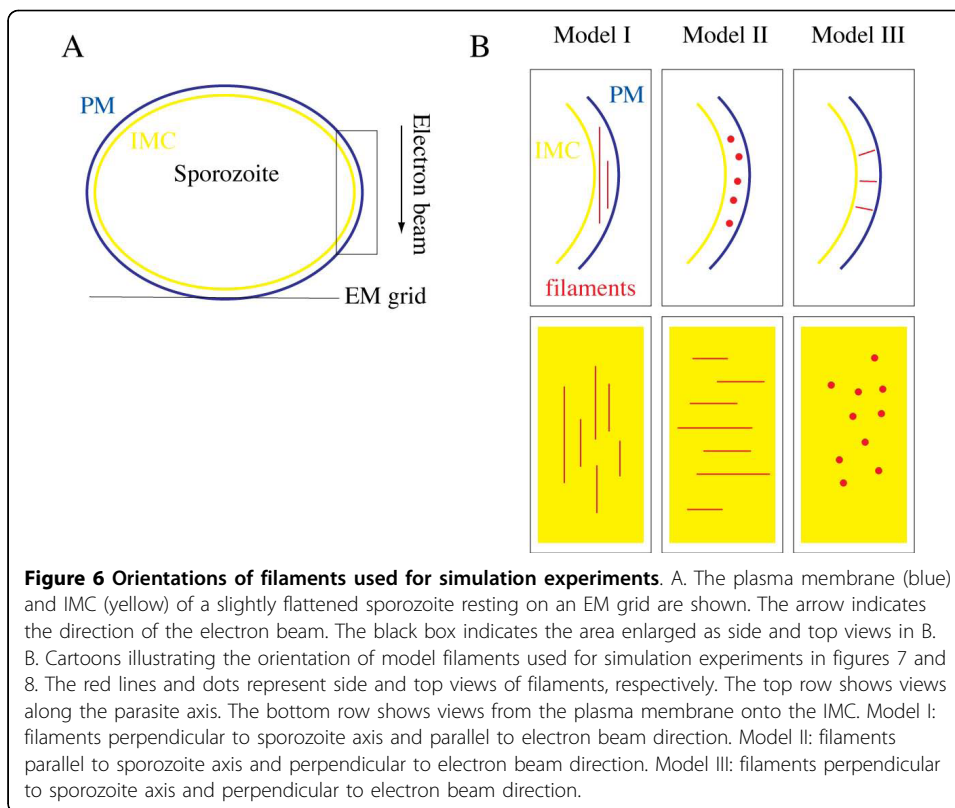 A
PM
IMC
Sporozoite
Electron beam
EM grid
B
Model I
Model II
Model III
PM
IMC
filaments
Figure 6 Orientations of filaments used for simulation experiments. A. The plasma membrane (blue)
and IMC (yellow) of a slightly flattened sporozoite resting on an EM grid are shown. The arrow indicates
the direction of the electron beam. The black box indicates the area enlarged as side and top views in B.
B. Cartoons illustrating the orientation of model filaments used for simulation experiments in figures 7 and
8. The red lines and dots represent side and top views of filaments, respectively. The top row shows views
along the parasite axis. The bottom row shows views from the plasma membrane onto the IMC. Model I:
filaments perpendicular to sporozoite axis and parallel to electron beam direction. Model II: filaments
parallel to sporozoite axis and perpendicular to electron beam direction. Model III: filaments perpendicular
to sporozoite axis and perpendicular to electron beam direction.